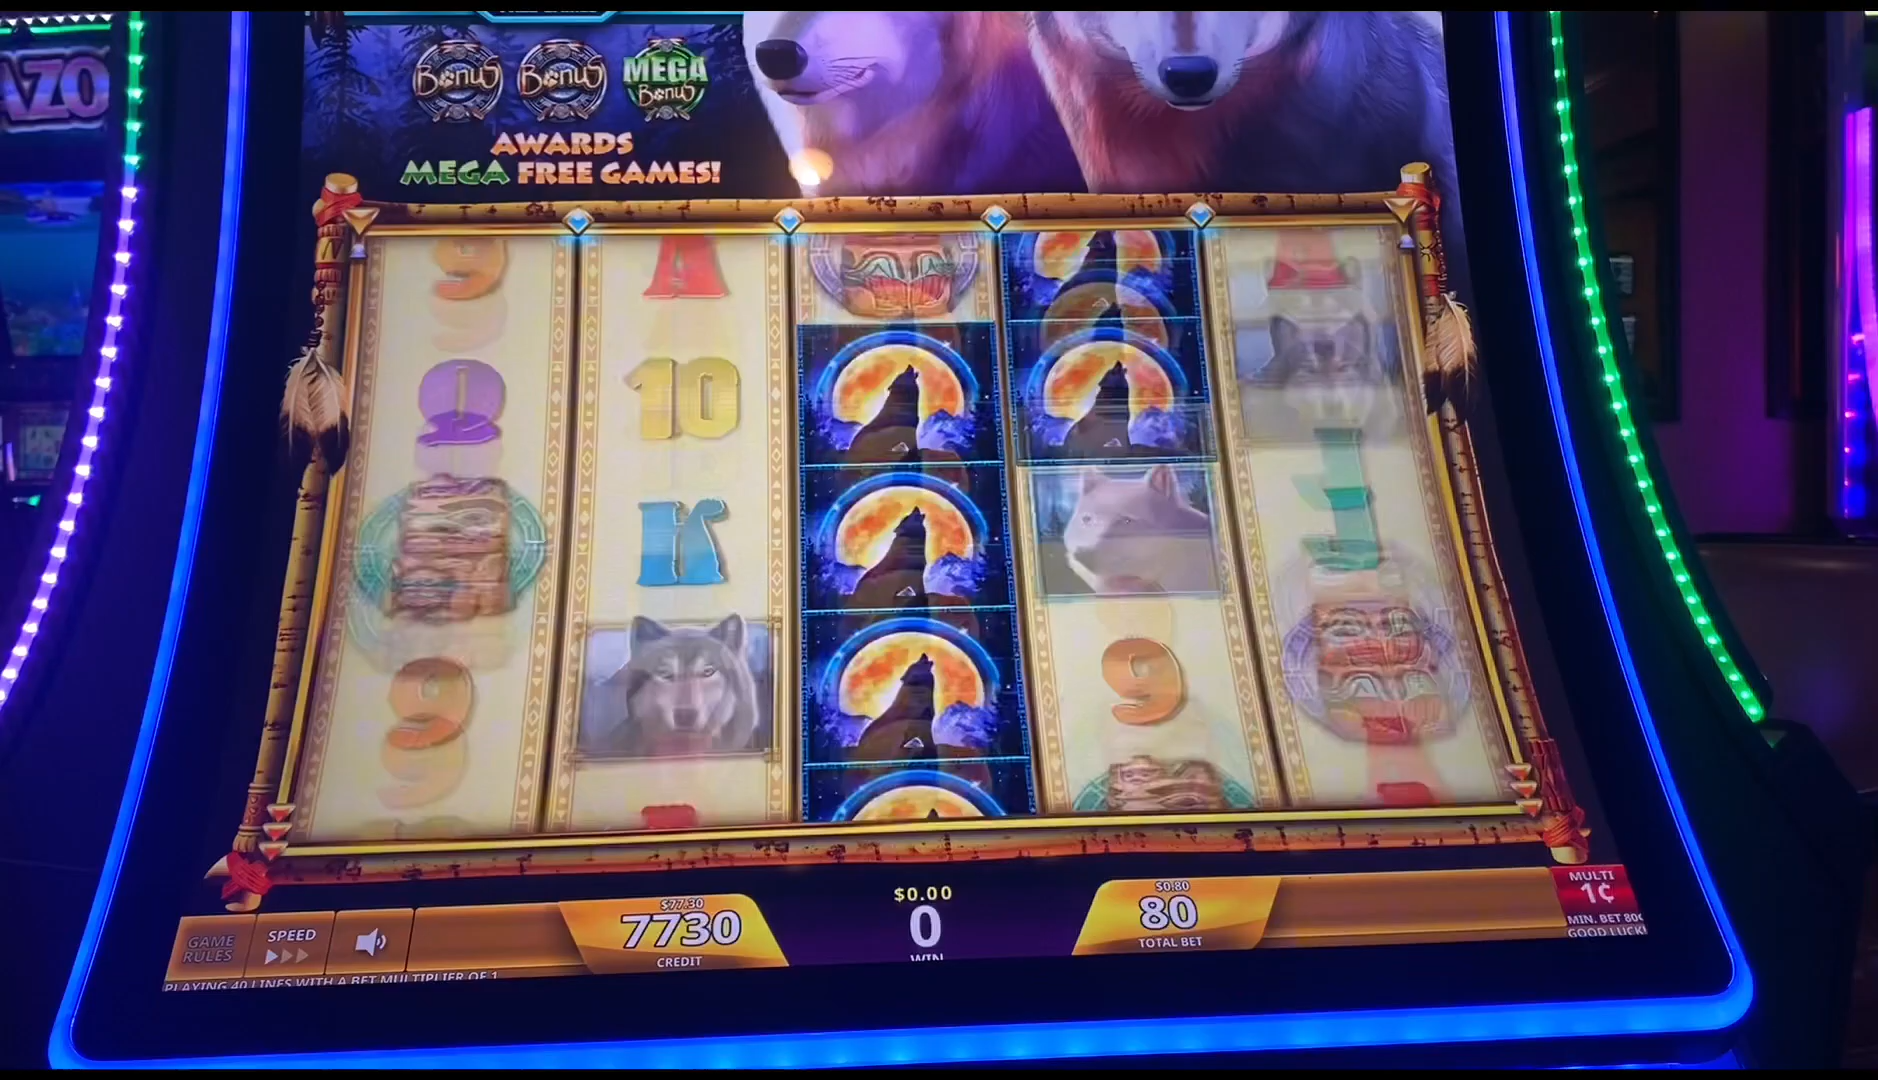 AZO
Bonus Bonus MEGA Bonus
AWARDS
MEGA FREE GAMES!
9 A A
Q 10
K J
9 9
$77.30
7730
CREDIT
$0.00
0
WIN
$0.80
80
TOTAL BET
MULTI
1¢
MIN. BET 80¢
GOOD LUCK!
GAME RULES
SPEED
PLAYING 40 LINES WITH A BET MULTIPLIER OF 1